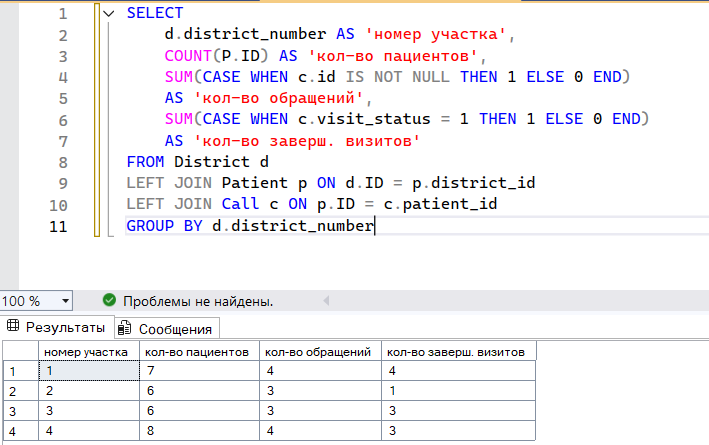 1 SELECT
2 d.district_number AS 'номер участка',
3 COUNT(P.ID) AS 'кол-во пациентов',
4 SUM(CASE WHEN c.id IS NOT NULL THEN 1 ELSE 0 END)
5 AS 'кол-во обращений',
6 SUM(CASE WHEN c.visit_status = 1 THEN 1 ELSE 0 END)
7 AS 'кол-во заверш. визитов'
8 FROM District d
9 LEFT JOIN Patient p ON d.ID = p.district_id
10 LEFT JOIN Call c ON p.ID = c.patient_id
11 GROUP BY d.district_number
100 % Проблемы не найдены.
Результаты Сообщения
номер участка кол-во пациентов кол-во обращений кол-во заверш. визитов
1 1 7 4 4
2 2 6 3 1
3 3 6 3 3
4 4 8 4 3